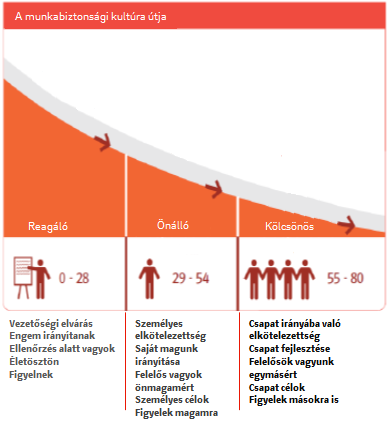 A munkabiztonsági kultúra útja
Reagáló
Önálló
Kölcsönös
0 - 28
29 - 54
55 - 80
Vezetőségi elvárás
Engem irányítanak
Ellenőrzés alatt vagyok
Életösztön
Figyelnek
Személyes
elkötelezettség
Saját magunk
irányítása
Felelős vagyok
önmagamért
Személyes célok
Figyelek magamra
Csapat irányába való
elkötelezettség
Csapat fejlesztése
Felelősök vagyunk
egymásért
Csapat célok
Figyelek másokra is